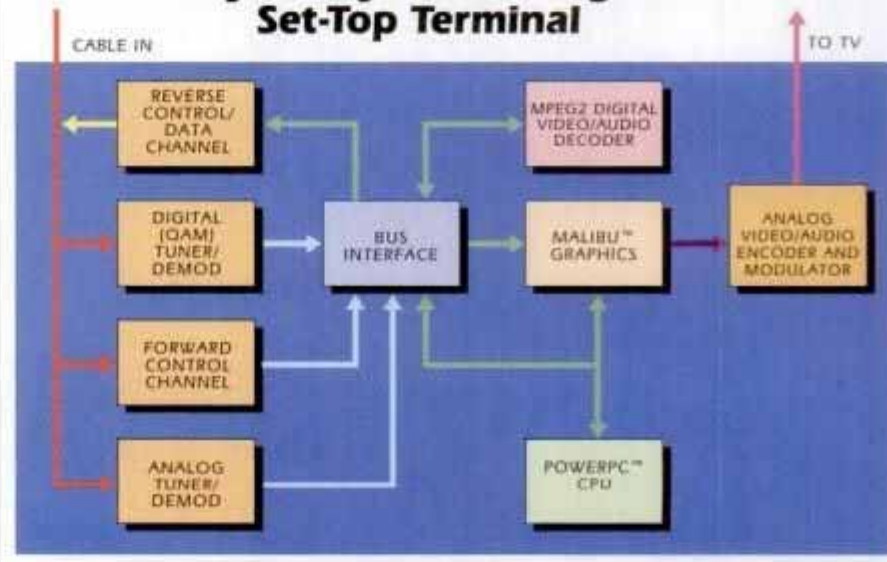 Set-Top Terminal
CABLE IN
TO TV
REVERSE
CONTROL/
DATA
CHANNEL
MPEG2 DIGITAL
VIDEO/AUDIO
DECODER
DIGITAL
(QAM)
TUNER/
DEMOD
BUS
INTERFACE
MALIBU™
GRAPHICS
ANALOG
VIDEO/AUDIO
ENCODER AND
MODULATOR
FORWARD
CONTROL
CHANNEL
ANALOG
TUNER/
DEMOD
POWERPC™
CPU